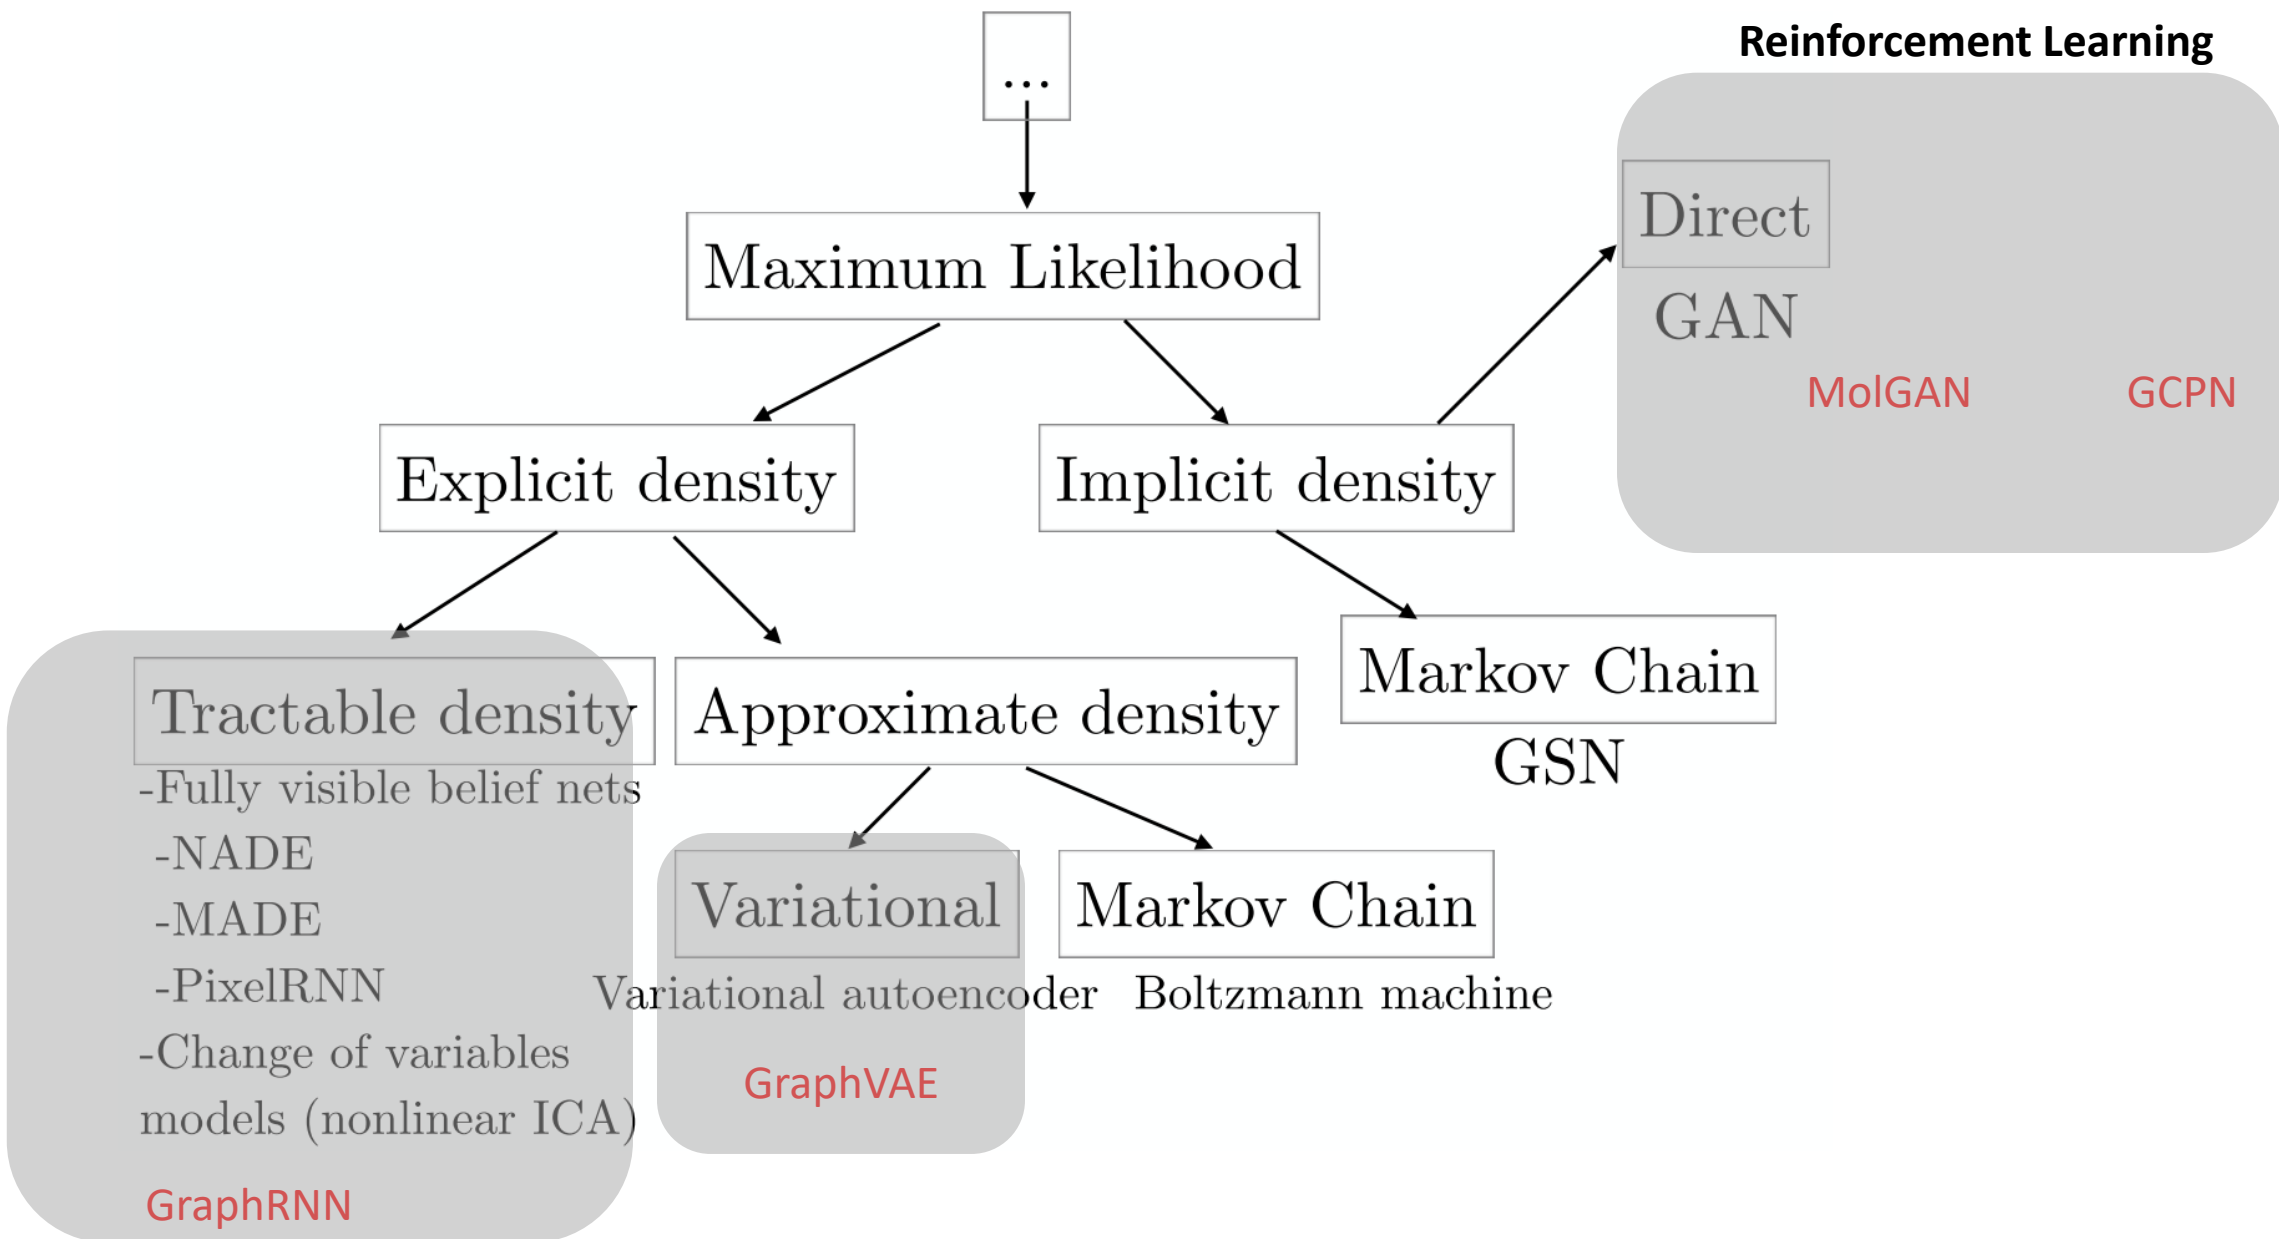 ...
Reinforcement Learning
Maximum Likelihood
Direct
GAN
MolGAN
GCPN
Explicit density
Implicit density
Tractable density
-Fully visible belief nets
-NADE
-MADE
-PixelRNN
-Change of variables
models (nonlinear ICA)
GraphRNN
Approximate density
Markov Chain
GSN
Variational
Variational autoencoder
GraphVAE
Markov Chain
Boltzmann machine